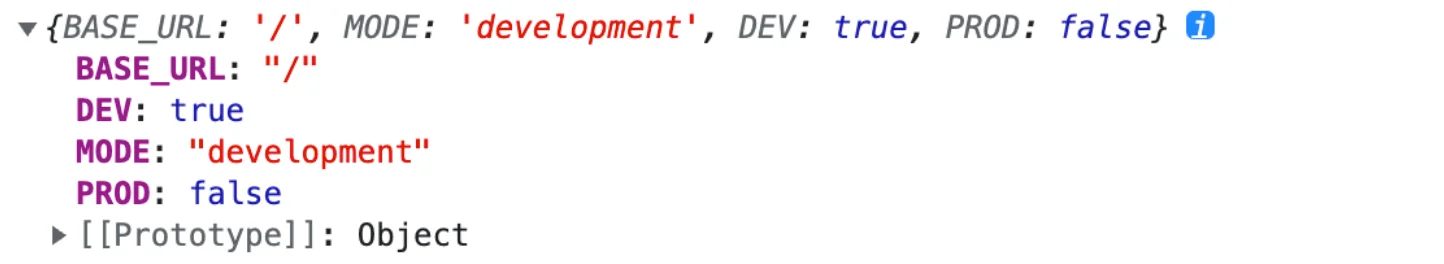 {BASE_URL: '/', MODE: 'development', DEV: true, PROD: false} i
BASE_URL: "/"
DEV: true
MODE: "development"
PROD: false
[[Prototype]]: Object